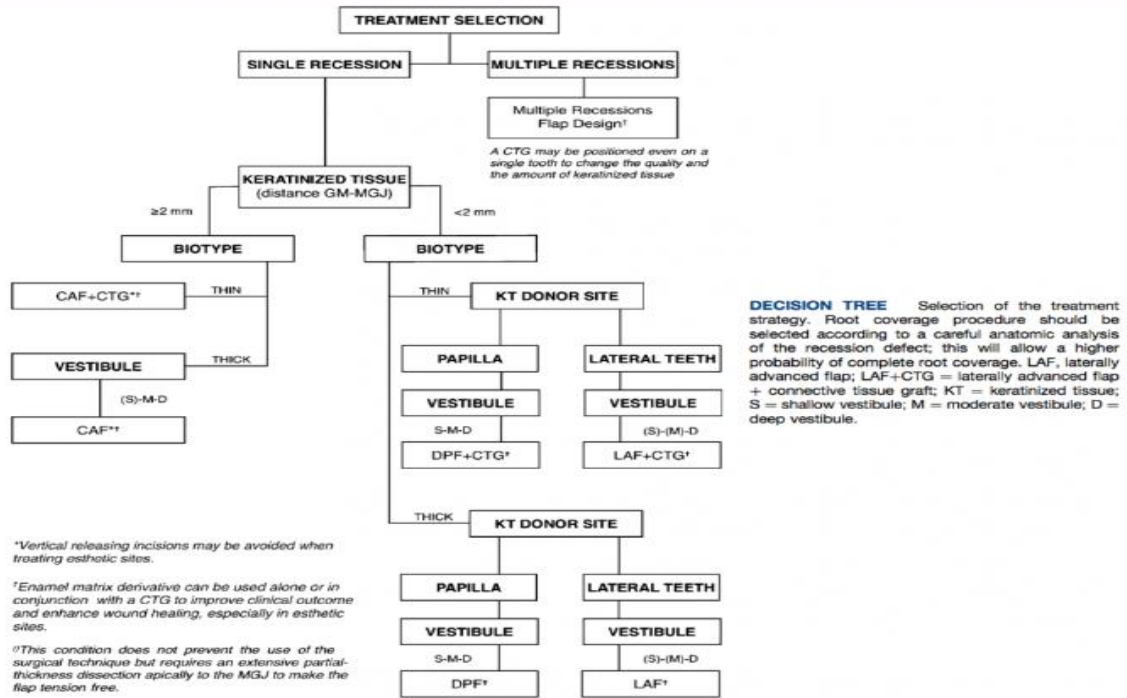 TREATMENT SELECTION
SINGLE RECESSION
MULTIPLE RECESSIONS
Multiple Recessions
Flap Design†
A CTG may be positioned even on a
single tooth to change the quality and
the amount of keratinized tissue
KERATINIZED TISSUE
(distance GM-MGJ)
≥2 mm
<2 mm
BIOTYPE
BIOTYPE
CAF+CTG*†
THIN
VESTIBULE
THICK
(S)-M-D
CAF*†
THIN
KT DONOR SITE
PAPILLA
LATERAL TEETH
VESTIBULE
VESTIBULE
S-M-D
(S)-(M)-D
DPF+CTG†
LAF+CTG†
THICK
KT DONOR SITE
PAPILLA
LATERAL TEETH
VESTIBULE
VESTIBULE
S-M-D
(S)-(M)-D
DPF†
LAF†
*Vertical releasing incisions may be avoided when
treating esthetic sites.
†Enamel matrix derivative can be used alone or in
conjunction with a CTG to improve clinical outcome
and enhance wound healing, especially in esthetic
sites.
()This condition does not prevent the use of the
surgical technique but requires an extensive partial-
thickness dissection apically to the MGJ to make the
flap tension free.
DECISION TREE Selection of the treatment
strategy. Root coverage procedure should be
selected according to a careful anatomic analysis
of the recession defect; this will allow a higher
probability of complete root coverage. LAF, laterally
advanced flap; LAF+CTG = laterally advanced flap
+ connective tissue graft; KT = keratinized tissue;
S = shallow vestibule; M = moderate vestibule; D =
deep vestibule.